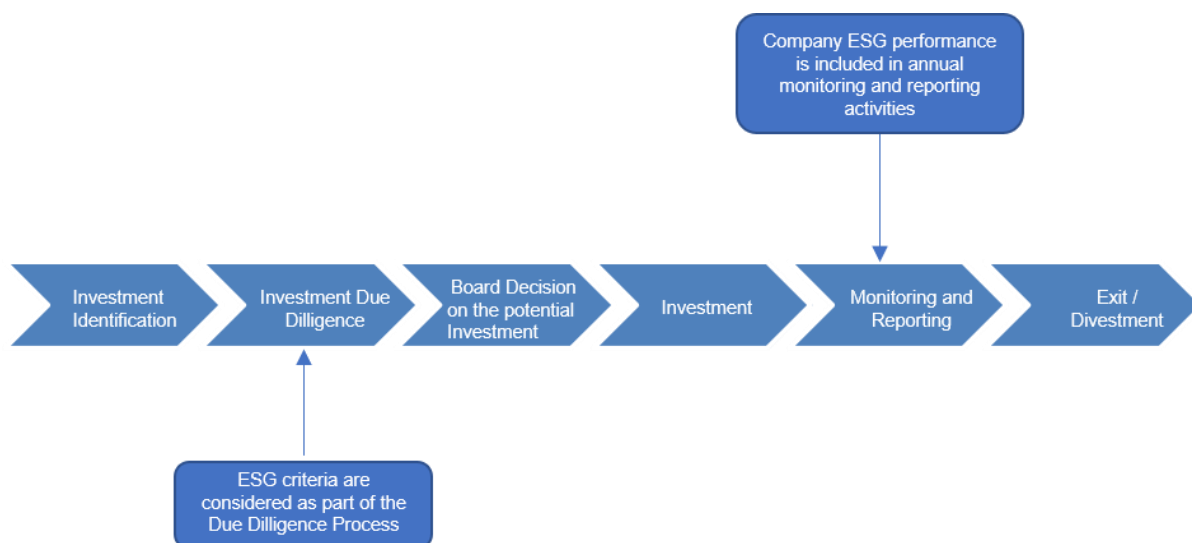 Company ESG performance
is included in annual
monitoring and reporting
activities
Investment
Identification
Investment Due
Dilligence
Board Decision
on the potential
Investment
Investment
Monitoring and
Reporting
Exit /
Divestment
ESG criteria are
considered as part of the
Due Dilligence Process